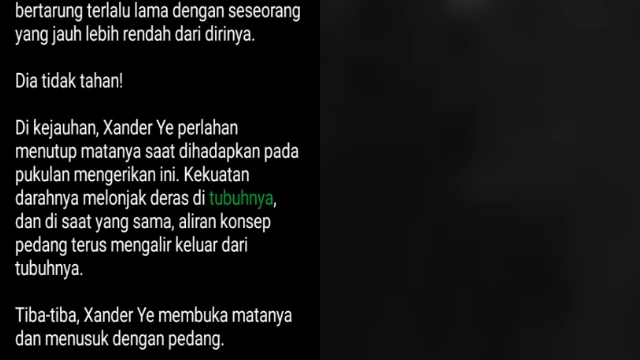 bertarung terlalu lama dengan seseorang
yang jauh lebih rendah dari dirinya.
Dia tidak tahan!
Di kejauhan, Xander Ye perlahan
menutup matanya saat dihadapkan pada
pukulan mengerikan ini. Kekuatan
darahnya melonjak deras di tubuhnya,
dan di saat yang sama, aliran konsep
pedang terus mengalir keluar dari
tubuhnya.
Tiba-tiba, Xander Ye membuka matanya
dan menusuk dengan pedang.